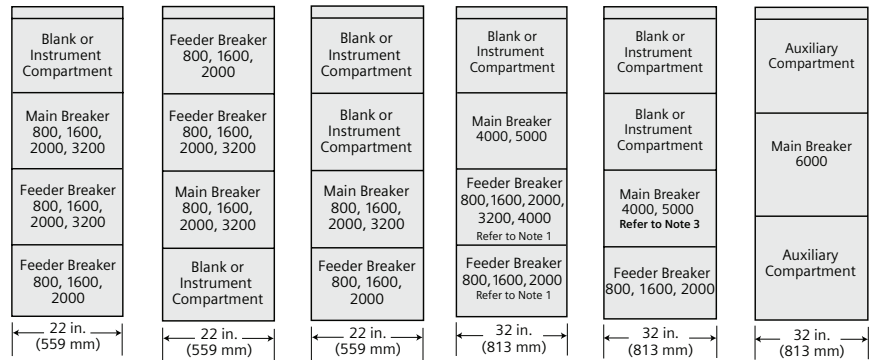 Blank or
Instrument
Compartment
Main Breaker
800, 1600,
2000, 3200
Feeder Breaker
800, 1600,
2000, 3200
Feeder Breaker
800, 1600,
2000
22 in.
(559 mm)
Feeder Breaker
800, 1600,
2000
Feeder Breaker
800, 1600,
2000, 3200
Main Breaker
800, 1600,
2000, 3200
Blank or
Instrument
Compartment
22 in.
(559 mm)
Blank or
Instrument
Compartment
Blank or
Instrument
Compartment
Main Breaker
800, 1600,
2000, 3200
Feeder Breaker
800, 1600,
2000
22 in.
(559 mm)
Blank or
Instrument
Compartment
Main Breaker
4000, 5000
Feeder Breaker
800,1600, 2000,
3200, 4000
Refer to Note 1
Feeder Breaker
800,1600,2000
Refer to Note 1
32 in.
(813 mm)
Blank or
Instrument
Compartment
Blank or
Instrument
Compartment
Main Breaker
4000, 5000
Refer to Note 3
Feeder Breaker
800, 1600, 2000
32 in.
(813 mm)
Auxiliary
Compartment
Main Breaker
6000
Auxiliary
Compartment
32 in.
(813 mm)